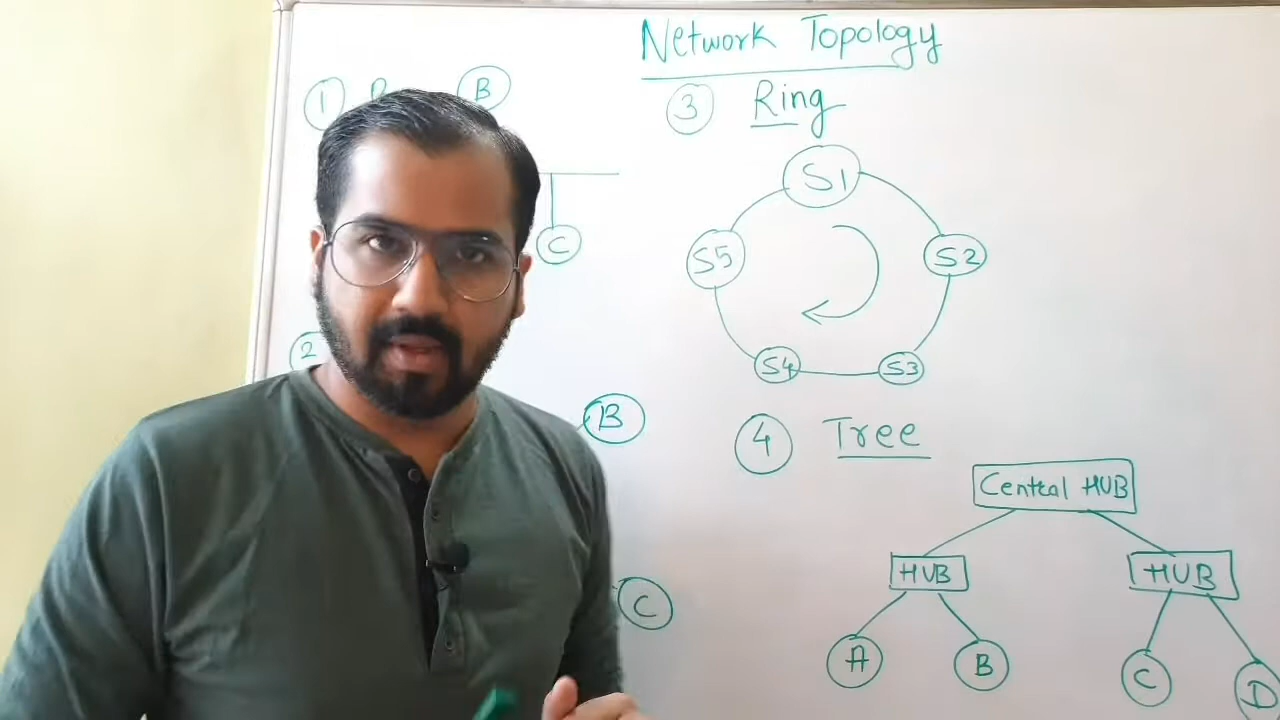 Network Topology
1 B
3 Ring
S1
S5 S2
C
S4 S3
2
B
4 Tree
Central HUB
HUB HUB
C
A B C D